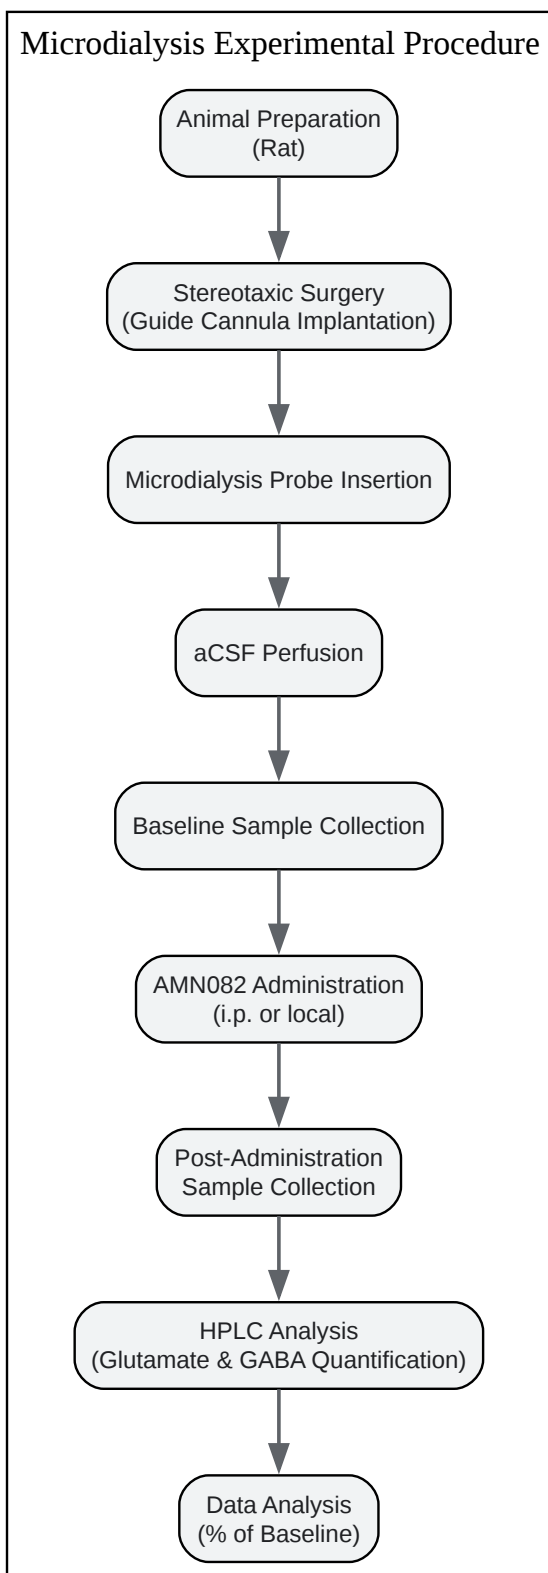 Microdialysis Experimental Procedure
Animal Preparation
(Rat)
Stereotaxic Surgery
(Guide Cannula Implantation)
Microdialysis Probe Insertion
aCSF Perfusion
Baseline Sample Collection
AMN082 Administration
(i.p. or local)
Post-Administration
Sample Collection
HPLC Analysis
(Glutamate & GABA Quantification)
Data Analysis
(% of Baseline)